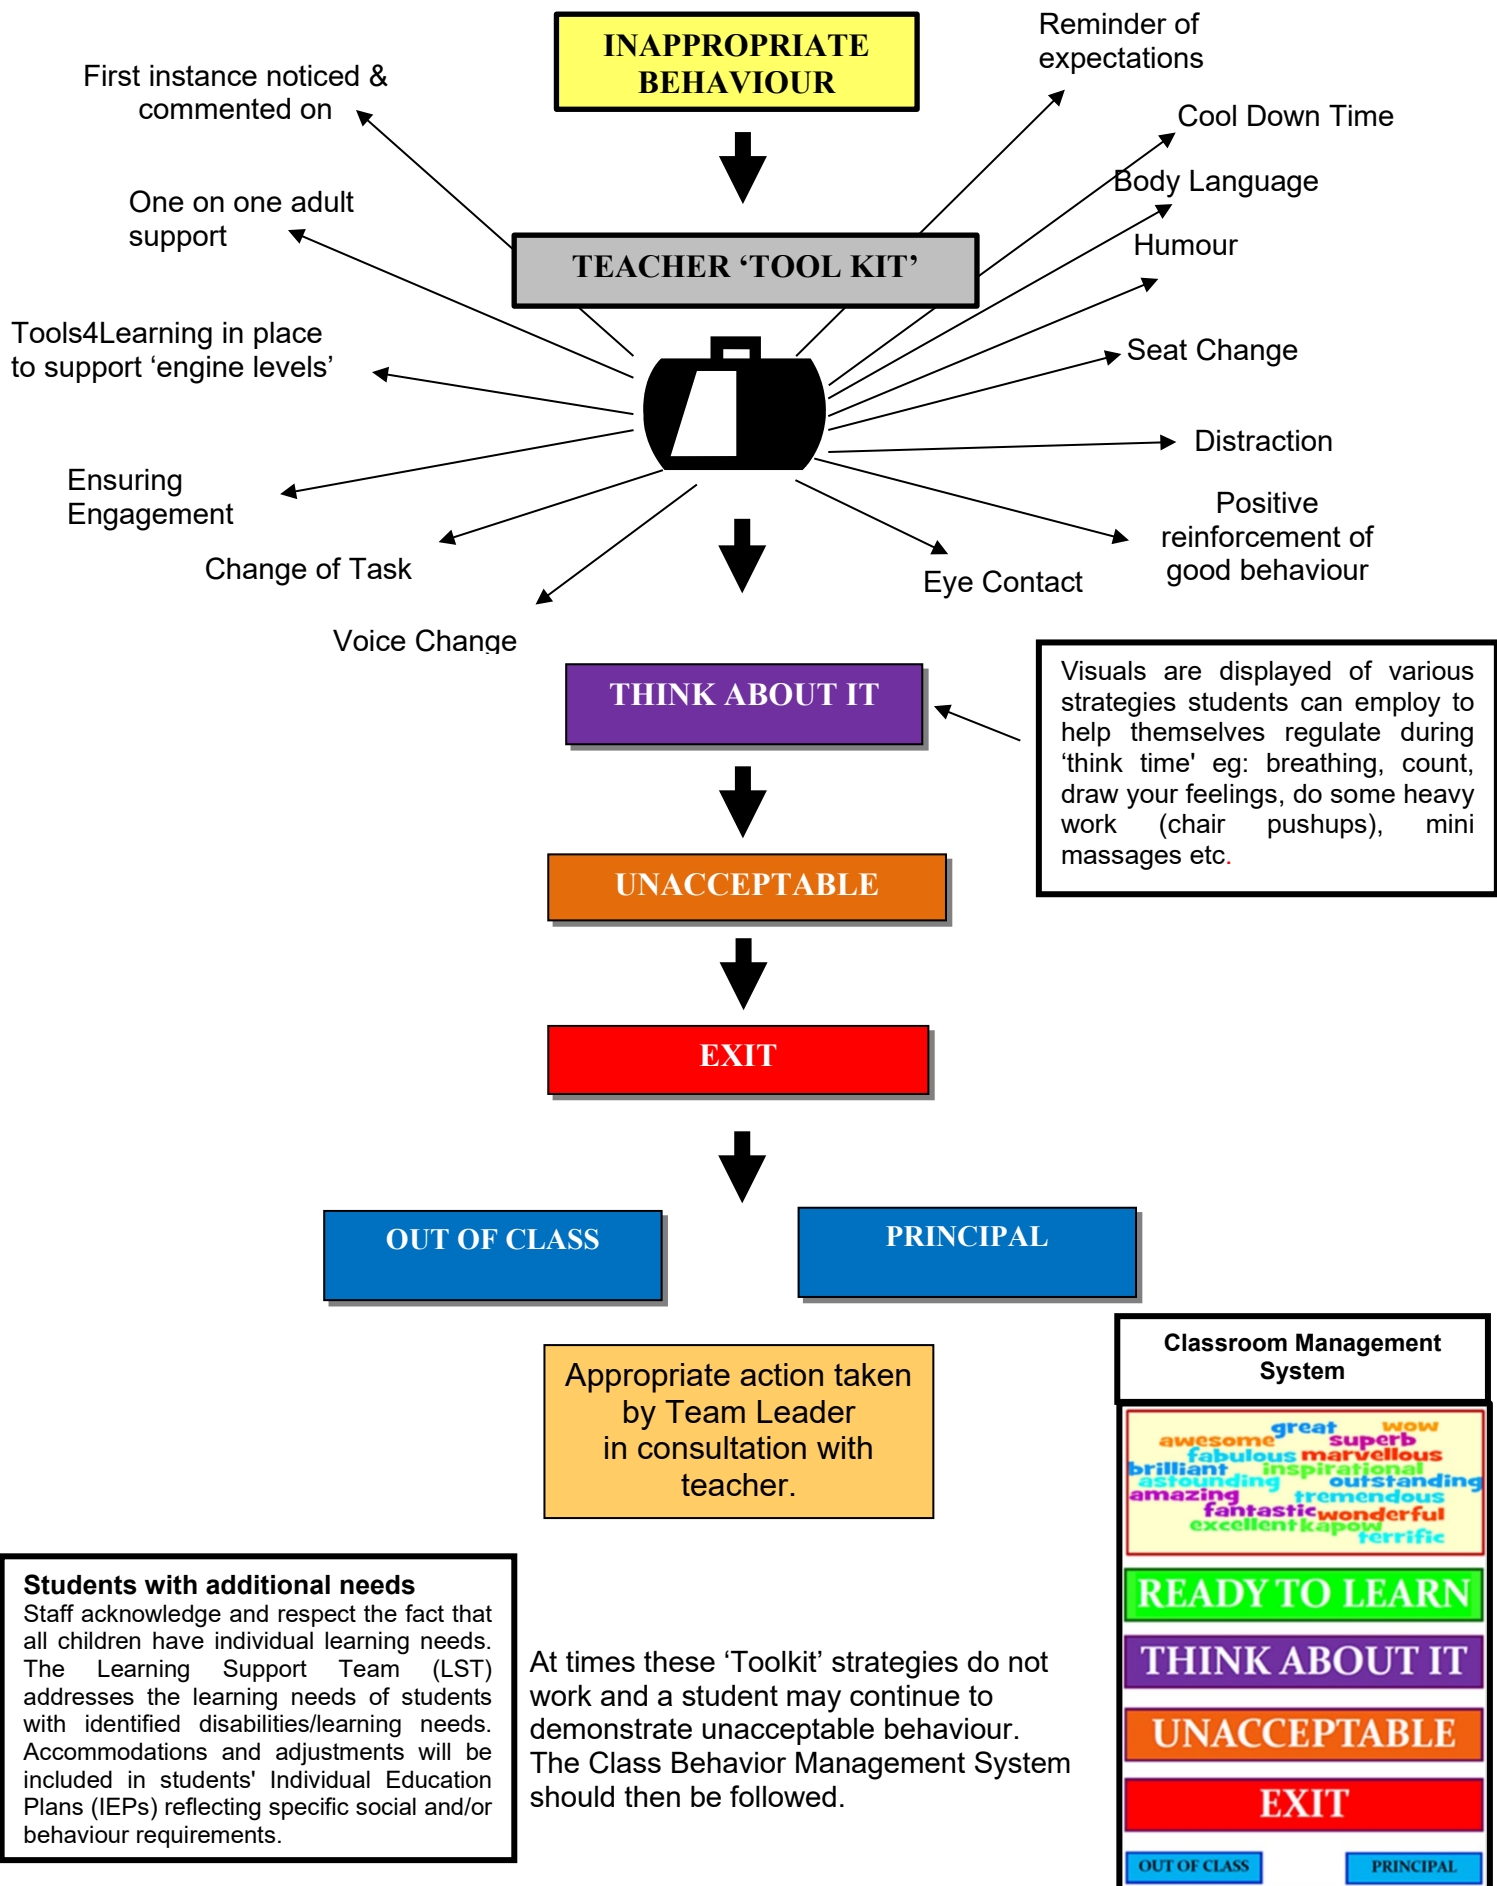 INAPPROPRIATE
BEHAVIOUR
Reminder of
expectations
First instance noticed &
commented on
Cool Down Time
Body Language
One on one adult
support
Humour
TEACHER ‘TOOL KIT’
Tools4Learning in place
to support ‘engine levels’
Seat Change
Distraction
Ensuring
Engagement
Positive
reinforcement of
good behaviour
Change of Task
Eye Contact
Voice Change
THINK ABOUT IT
Visuals are displayed of various
strategies students can employ to
help themselves regulate during
‘think time' eg: breathing, count,
draw your feelings, do some heavy
work (chair pushups), mini
massages etc.
UNACCEPTABLE
EXIT
OUT OF CLASS
PRINCIPAL
Appropriate action taken
by Team Leader
in consultation with
teacher.
Classroom Management
System
great wow
awesome superb
fabulous marvellous
brilliant inspirational
astounding outstanding
amazing tremendous
fantastic wonderful
excellent kapow
terrific
READY TO LEARN
THINK ABOUT IT
UNACCEPTABLE
EXIT
OUT OF CLASS
PRINCIPAL
Students with additional needs
Staff acknowledge and respect the fact that
all children have individual learning needs.
The Learning Support Team (LST)
addresses the learning needs of students
with identified disabilities/learning needs.
Accommodations and adjustments will be
included in students' Individual Education
Plans (IEPs) reflecting specific social and/or
behaviour requirements.
At times these ‘Toolkit’ strategies do not
work and a student may continue to
demonstrate unacceptable behaviour.
The Class Behavior Management System
should then be followed.